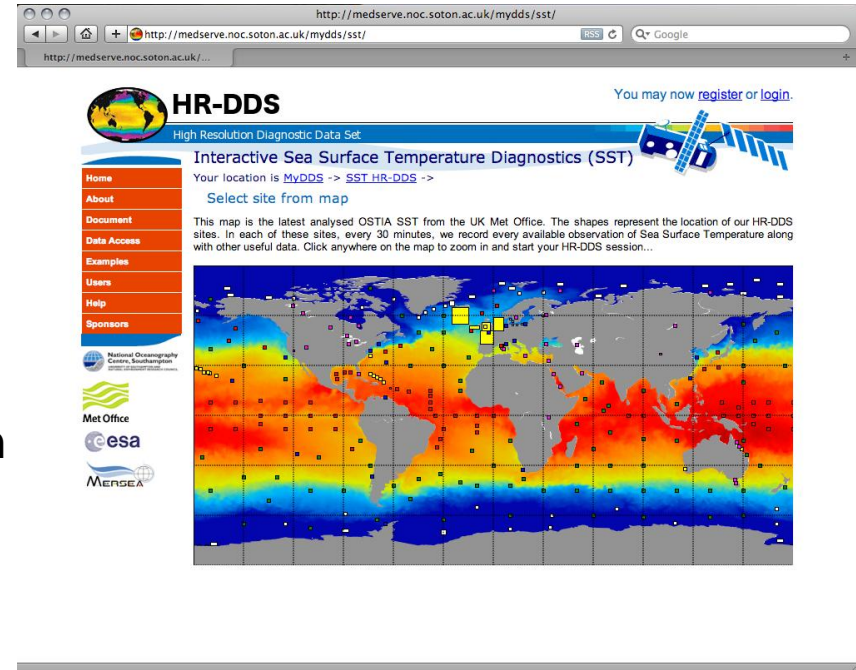 http://medserve.noc.soton.ac.uk/mydds/sst/
http://medserve.noc.soton.ac.uk/mydds/sst/
RSS
Google
http://medserve.noc.soton.ac.uk/...
HR-DDS
You may now register or login.
High Resolution Diagnostic Data Set
Interactive Sea Surface Temperature Diagnostics (SST)
Your location is MyDDS -> SST HR-DDS ->
Select site from map
This map is the latest analysed OSTIA SST from the UK Met Office. The shapes represent the location of our HR-DDS
sites. In each of these sites, every 30 minutes, we record every available observation of Sea Surface Temperature along
with other useful data. Click anywhere on the map to zoom in and start your HR-DDS session...
Home
About
Document
Data Access
Examples
Users
Help
Sponsors
National Oceanography
Centre, Southampton
Met Office
esa
MERSEA